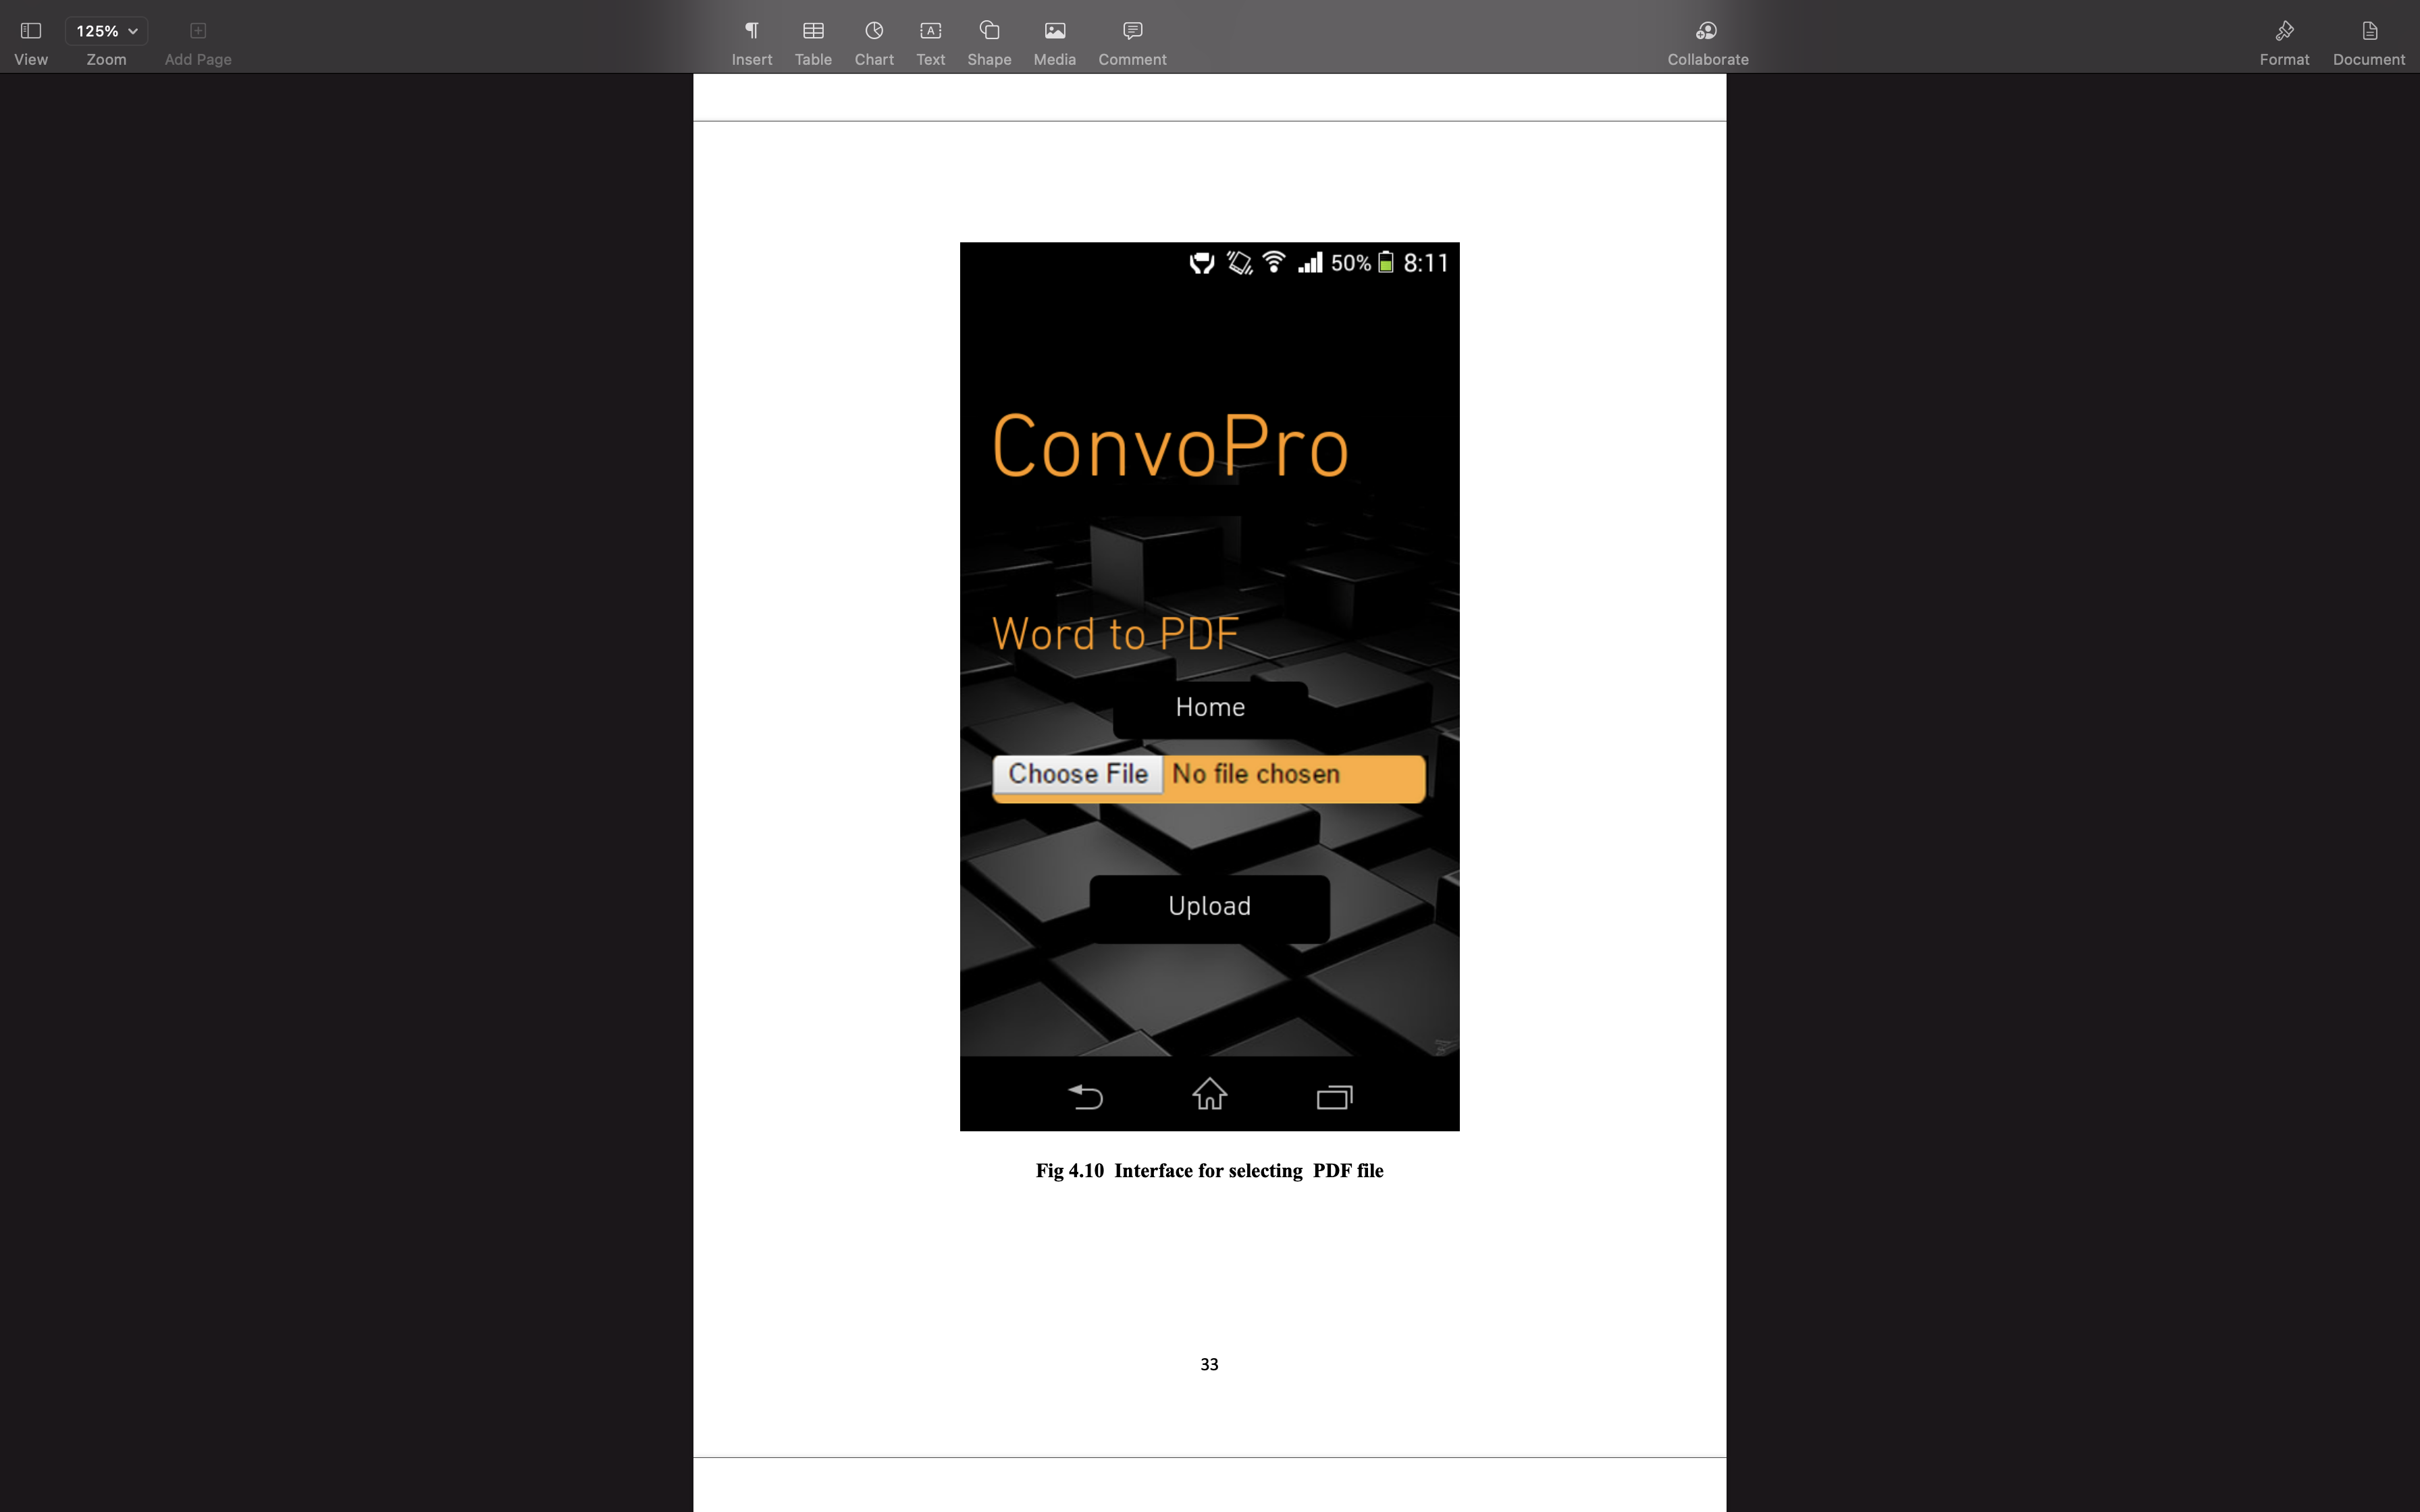 125%
View
Zoom
Add Page
Insert
Table
Chart
Text
Shape
Media
Comment
Collaborate
Format
Document
50% 8:11
ConvoPro
Word to PDF
Home
Choose File No file chosen
Upload
Fig 4.10 Interface for selecting PDF file
33